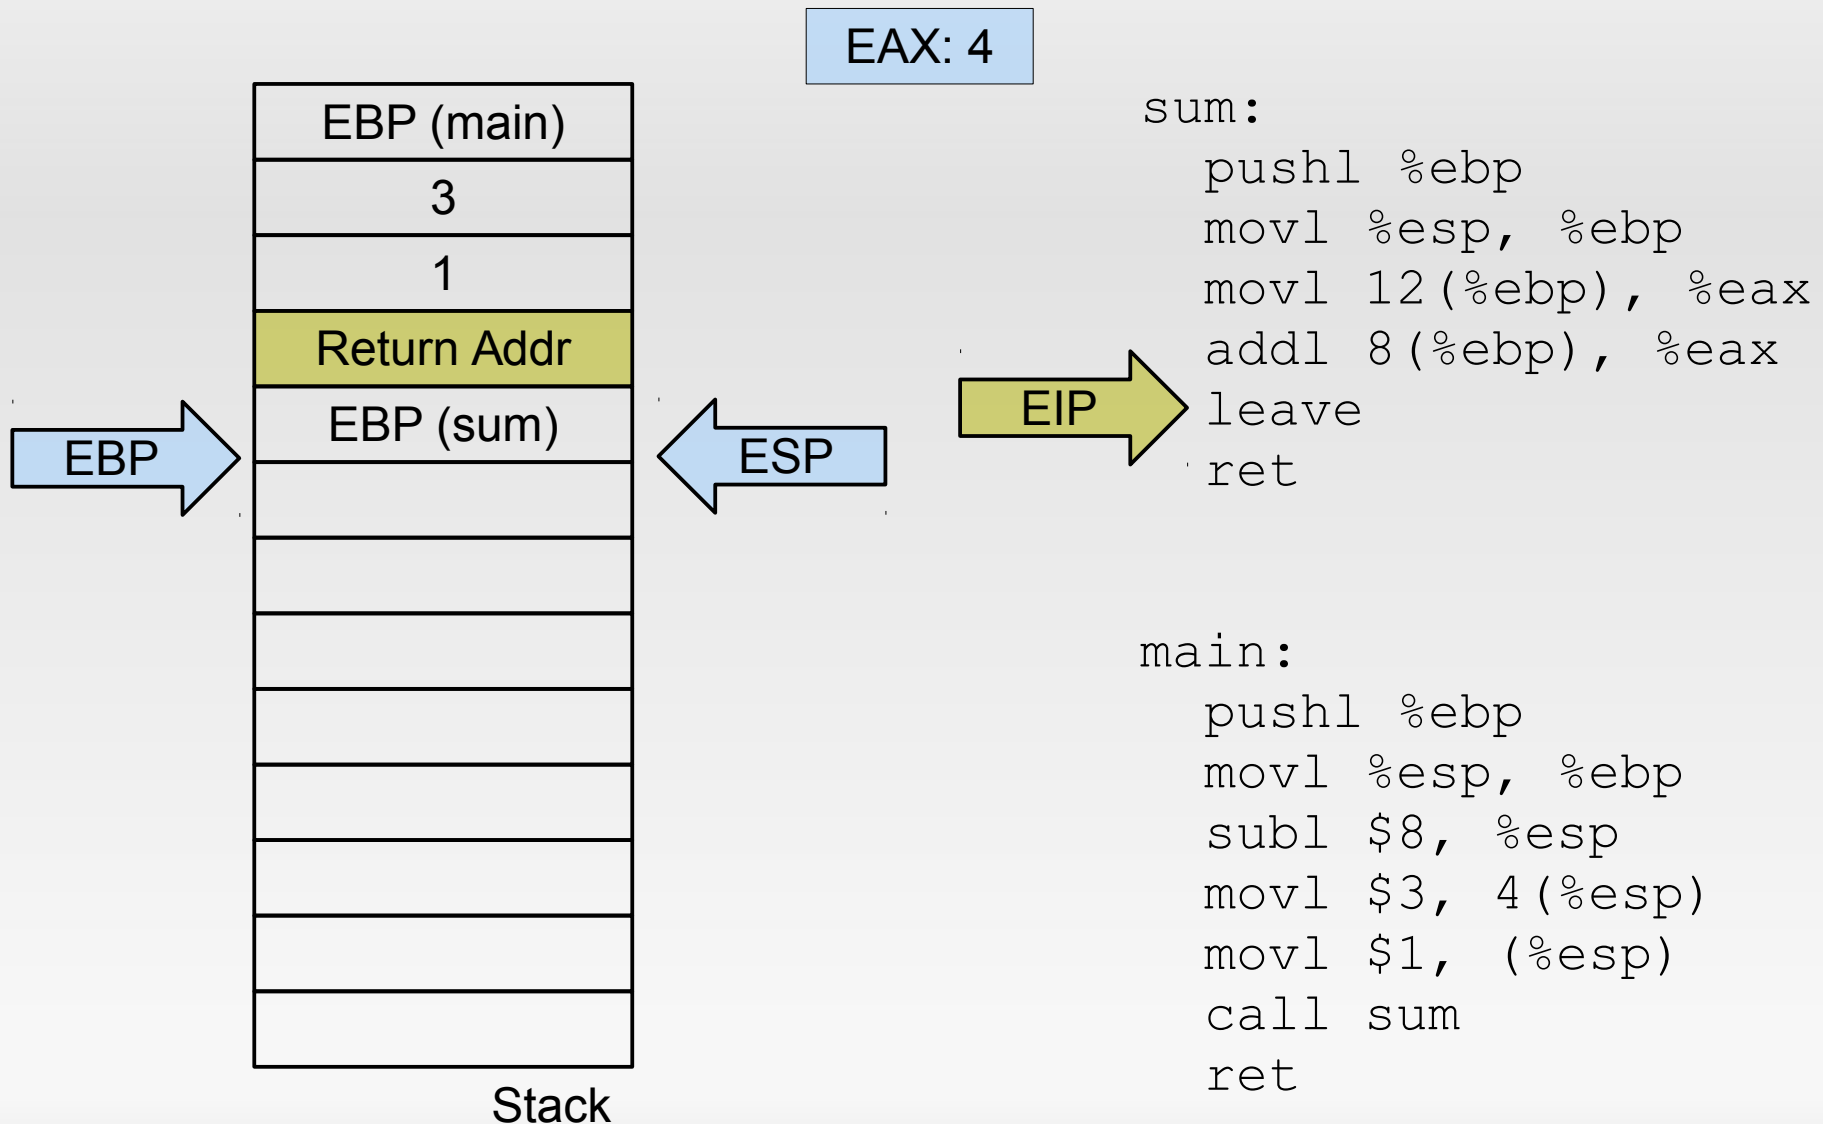 EAX: 4
EBP (main)
3
1
Return Addr
EBP (sum)
EBP
ESP
Stack
EIP
sum:
pushl %ebp
movl %esp, %ebp
movl 12(%ebp), %eax
addl 8(%ebp), %eax
leave
ret
main:
pushl %ebp
movl %esp, %ebp
subl $8, %esp
movl $3, 4(%esp)
movl $1, (%esp)
call sum
ret